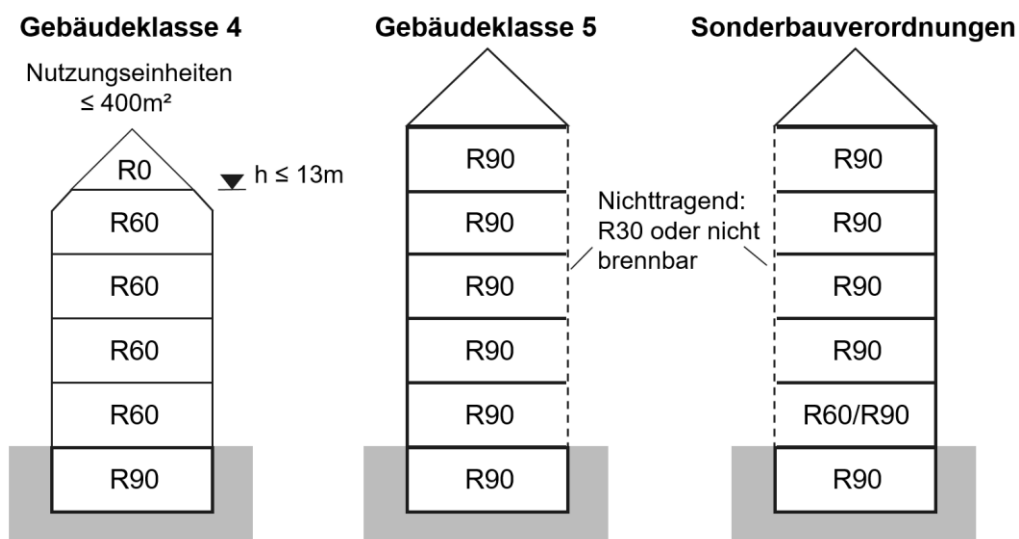 Gebäudeklasse 4
Nutzungseinheiten
≤ 400m²
R0
h ≤ 13m
R60
R60
R60
R60
R90
Gebäudeklasse 5
R90
R90
R90
R90
R90
R90
Nichttragend:
R30 oder nicht
brennbar
Sonderbauverordnungen
R90
R90
R90
R90
R60/R90
R90